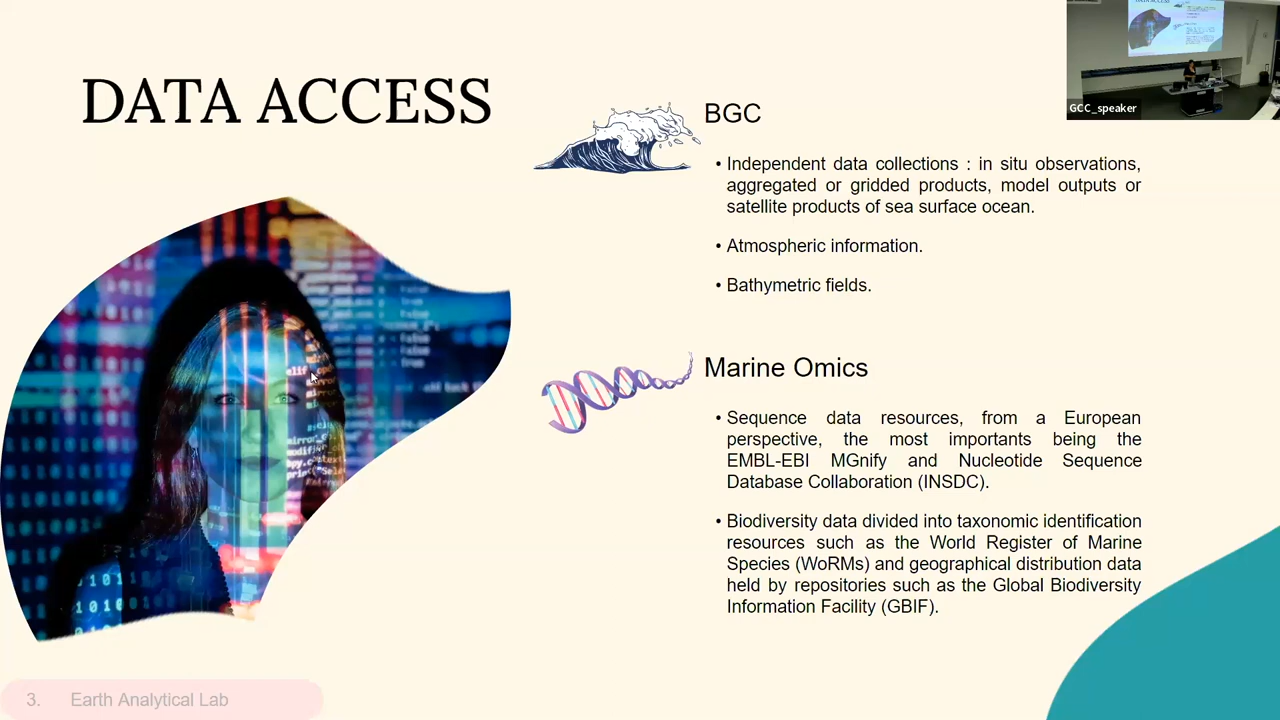 DATA ACCESS
GCC_speaker
BGC
• Independent data collections : in situ observations,
aggregated or gridded products, model outputs or
satellite products of sea surface ocean.
• Atmospheric information.
• Bathymetric fields.
Marine Omics
• Sequence data resources, from a European
perspective, the most importants being the
EMBL-EBI MGnify and Nucleotide Sequence
Database Collaboration (INSDC).
• Biodiversity data divided into taxonomic identification
resources such as the World Register of Marine
Species (WoRMs) and geographical distribution data
held by repositories such as the Global Biodiversity
Information Facility (GBIF).
3. Earth Analytical Lab